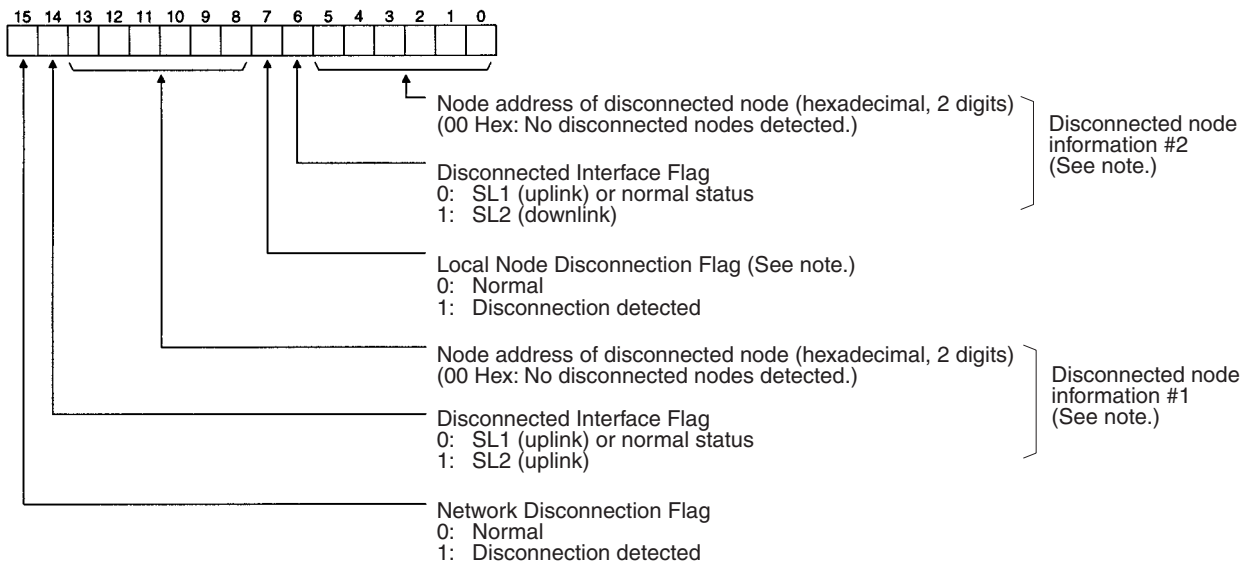 15 14 13 12 11 10 9 8 7 6 5 4 3 2 1 0
Node address of disconnected node (hexadecimal, 2 digits)
(00 Hex: No disconnected nodes detected.)
Disconnected Interface Flag
0: SL1 (uplink) or normal status
1: SL2 (downlink)
Disconnected node
information #2
(See note.)
Local Node Disconnection Flag (See note.)
0: Normal
1: Disconnection detected
Node address of disconnected node (hexadecimal, 2 digits)
(00 Hex: No disconnected nodes detected.)
Disconnected Interface Flag
0: SL1 (uplink) or normal status
1: SL2 (uplink)
Disconnected node
information #1
(See note.)
Network Disconnection Flag
0: Normal
1: Disconnection detected